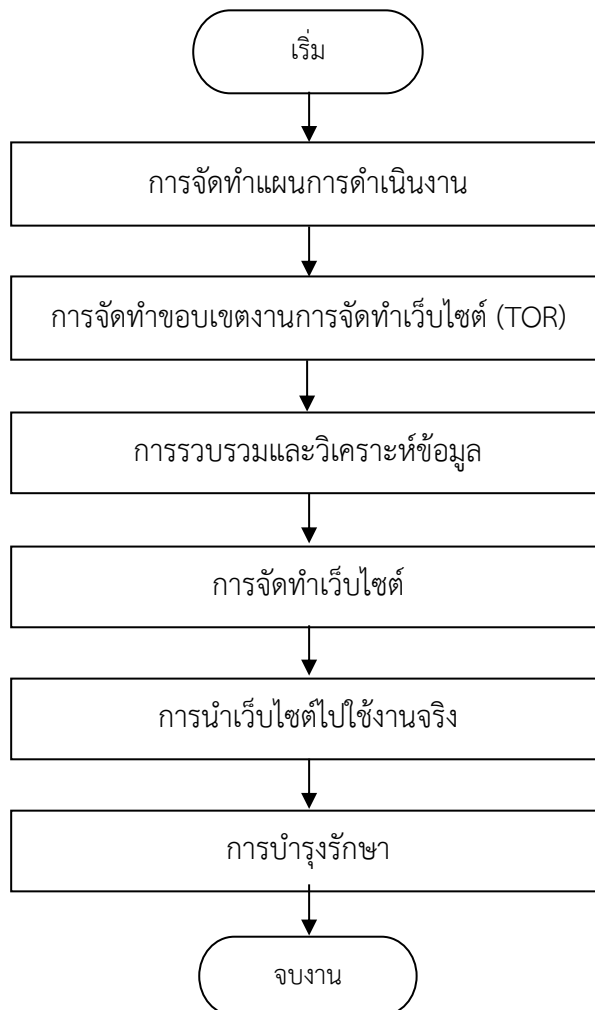 เริ่ม
การจัดทำแผนการดำเนินงาน
การจัดทำขอบเขตงานการจัดทำเว็บไซต์ (TOR)
การรวบรวมและวิเคราะห์ข้อมูล
การจัดทำเว็บไซต์
การนำเว็บไซต์ไปใช้งานจริง
การบำรุงรักษา
จบงาน